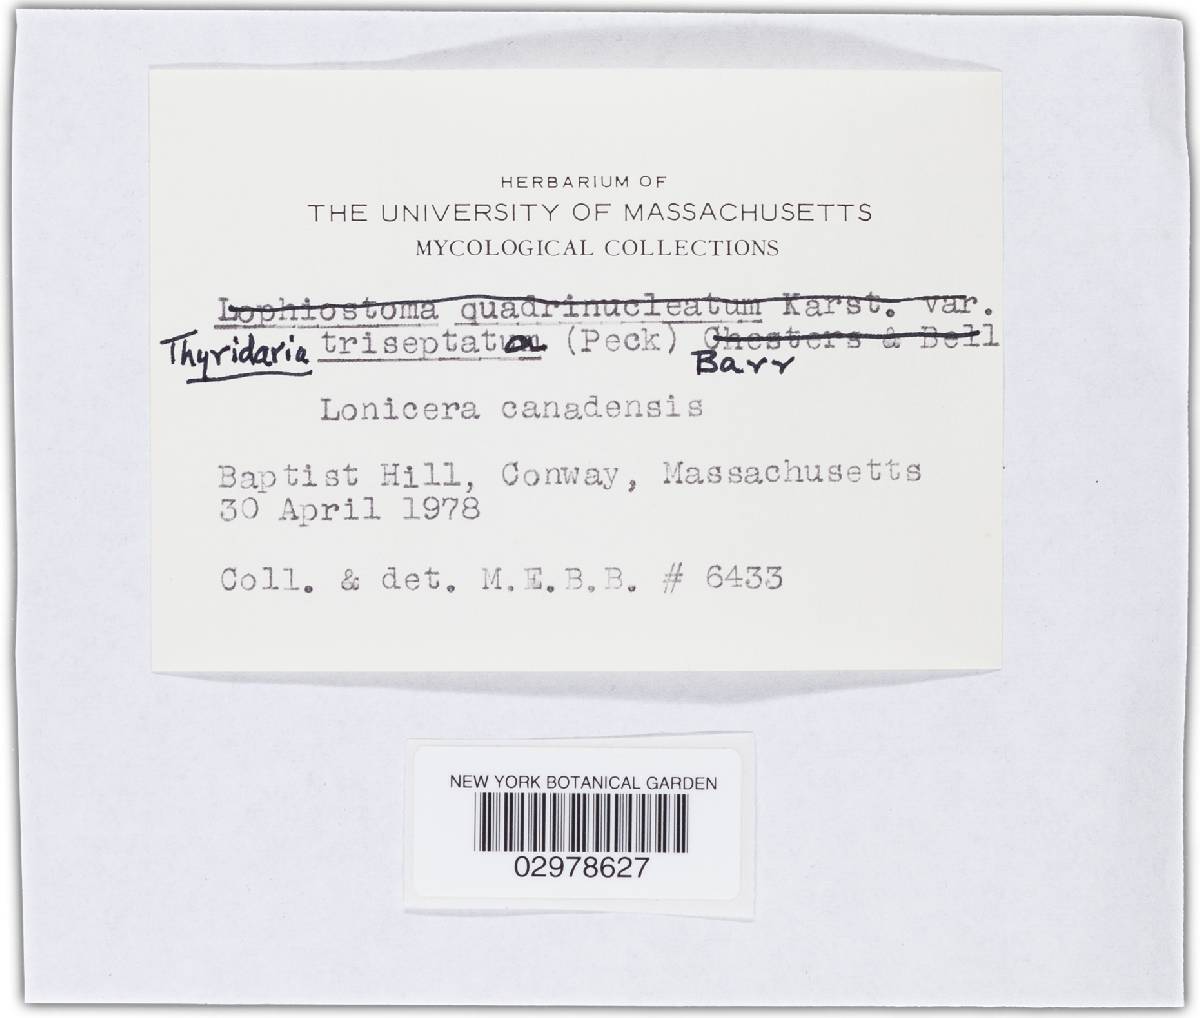 HERBARIUM OF
THE UNIVERSITY OF MASSACHUSETTS
MYCOLOGICAL COLLECTIONS
Lophiostoma quadrinucleatum Karst. var.
Thyridaria triseptata (Peck) Chesters & Bell
Barr
Lonicera canadensis
Baptist Hill, Conway, Massachusetts
30 April 1978
Coll. & det. M.E.B.B. # 6433
NEW YORK BOTANICAL GARDEN
02978627